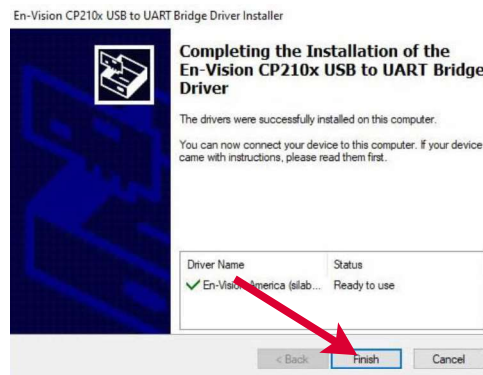 En-Vision CP210x USB to UART Bridge Driver Installer
Completing the Installation of the
En-Vision CP210x USB to UART Bridge
Driver
The drivers were successfully installed on this computer.
You can now connect your device to this computer. If your device
came with instructions, please read them first.
Driver Name Status
En-Vision America (silab... Ready to use
< Back Finish Cancel